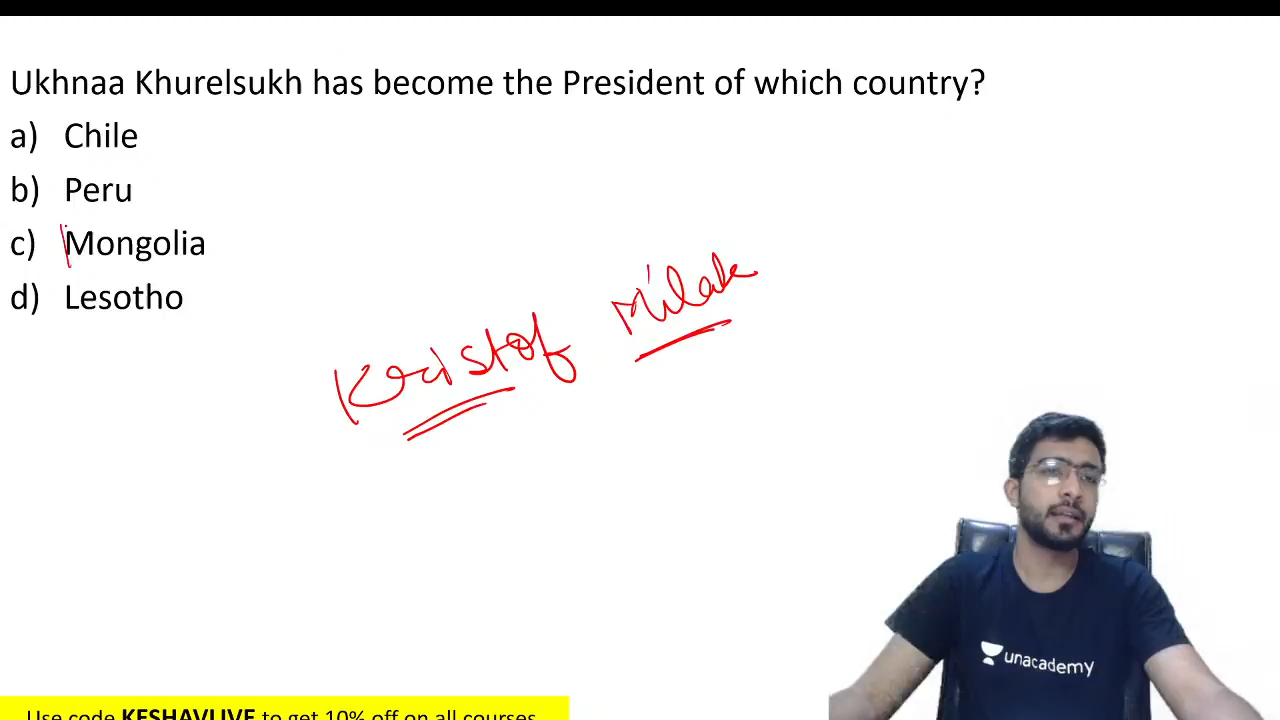 Ukhnaa Khurelsukh has become the President of which country?
a) Chile
b) Peru
c) Mongolia
d) Lesotho
Kristof Milak
unacademy
Use code KESHAVLIVE to get 10% off on all courses